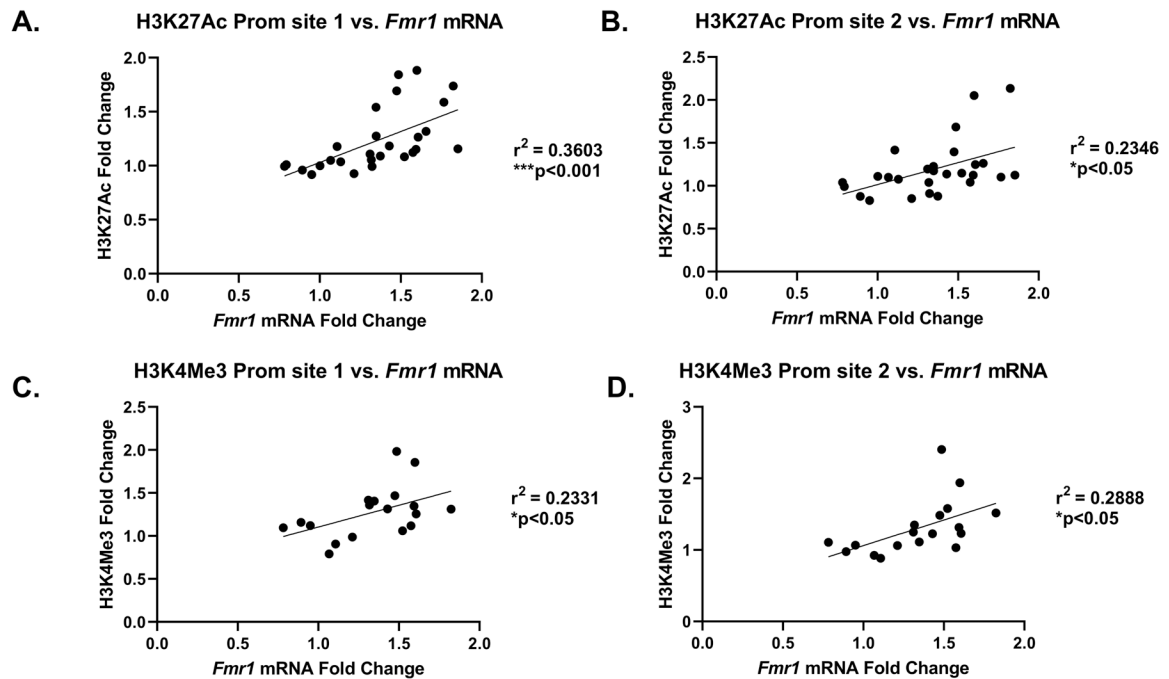 A.
H3K27Ac Prom site 1 vs. Fmr1 mRNA
H3K27Ac Fold Change
2.0
1.5
1.0
0.5
0.0
0.0 0.5 1.0 1.5 2.0
Fmr1 mRNA Fold Change
r² = 0.3603
***p<0.001
B.
H3K27Ac Prom site 2 vs. Fmr1 mRNA
H3K27Ac Fold Change
2.5
2.0
1.5
1.0
0.5
0.0
0.0 0.5 1.0 1.5 2.0
Fmr1 mRNA Fold Change
r² = 0.2346
*p<0.05
C.
H3K4Me3 Prom site 1 vs. Fmr1 mRNA
H3K4Me3 Fold Change
2.5
2.0
1.5
1.0
0.5
0.0
0.0 0.5 1.0 1.5 2.0
Fmr1 mRNA Fold Change
r² = 0.2331
*p<0.05
D.
H3K4Me3 Prom site 2 vs. Fmr1 mRNA
H3K4Me3 Fold Change
3
2
1
0
0.0 0.5 1.0 1.5 2.0
Fmr1 mRNA Fold Change
r² = 0.2888
*p<0.05